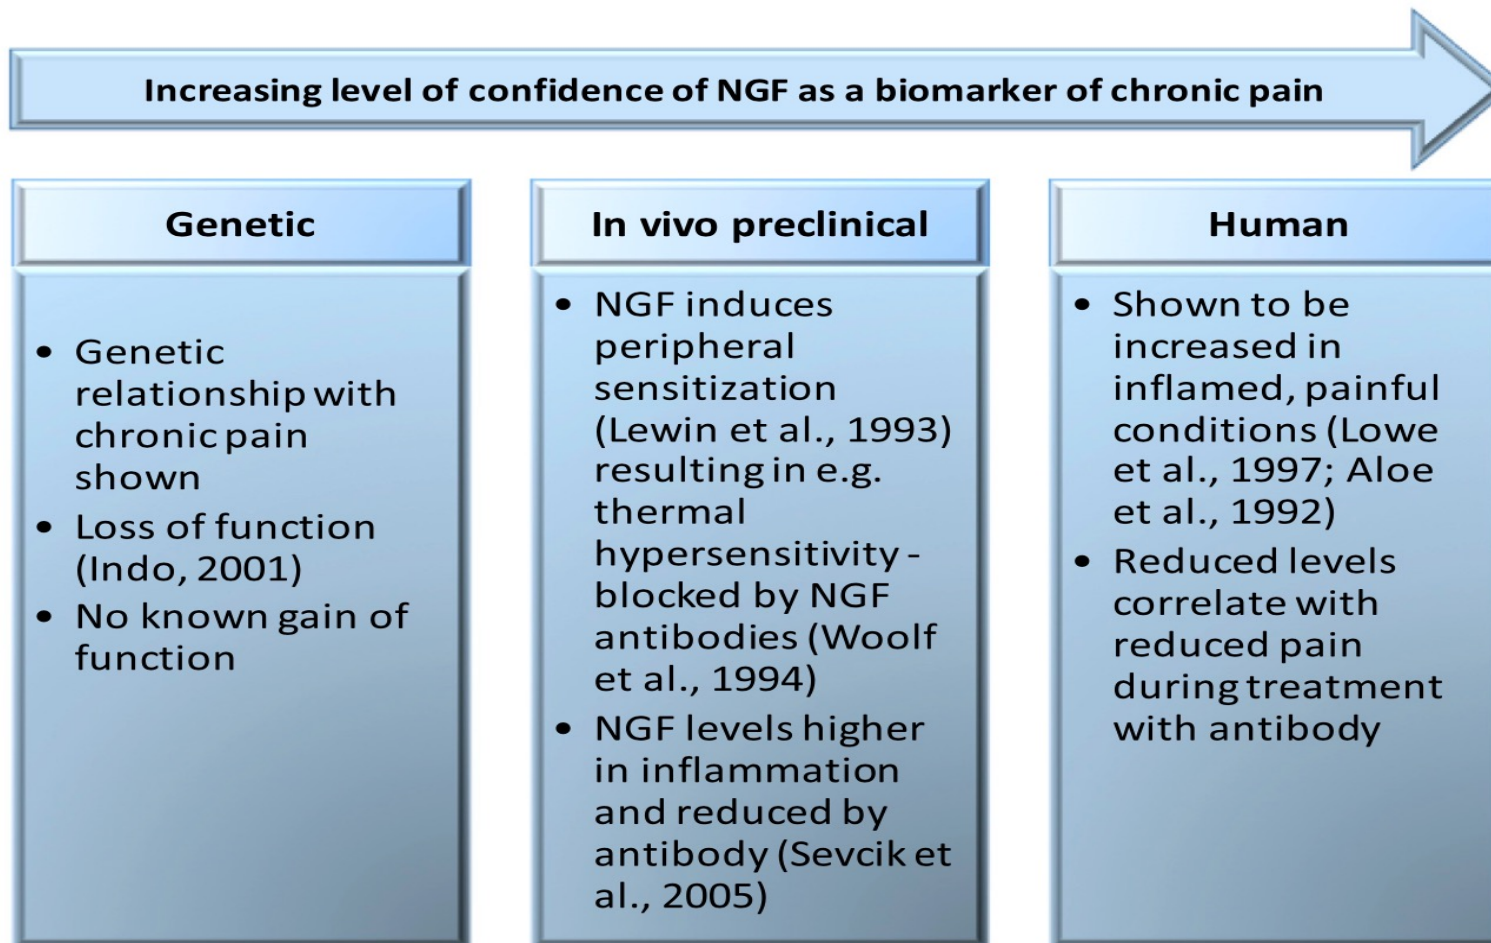 Increasing level of confidence of NGF as a biomarker of chronic pain
Genetic
• Genetic
relationship with
chronic pain
shown
• Loss of function
(Indo, 2001)
• No known gain of
function
In vivo preclinical
• NGF induces
peripheral
sensitization
(Lewin et al., 1993)
resulting in e.g.
thermal
hypersensitivity -
blocked by NGF
antibodies (Woolf
et al., 1994)
• NGF levels higher
in inflammation
and reduced by
antibody (Sevcik et
al., 2005)
Human
• Shown to be
increased in
inflamed, painful
conditions (Lowe
et al., 1997; Aloe
et al., 1992)
• Reduced levels
correlate with
reduced pain
during treatment
with antibody